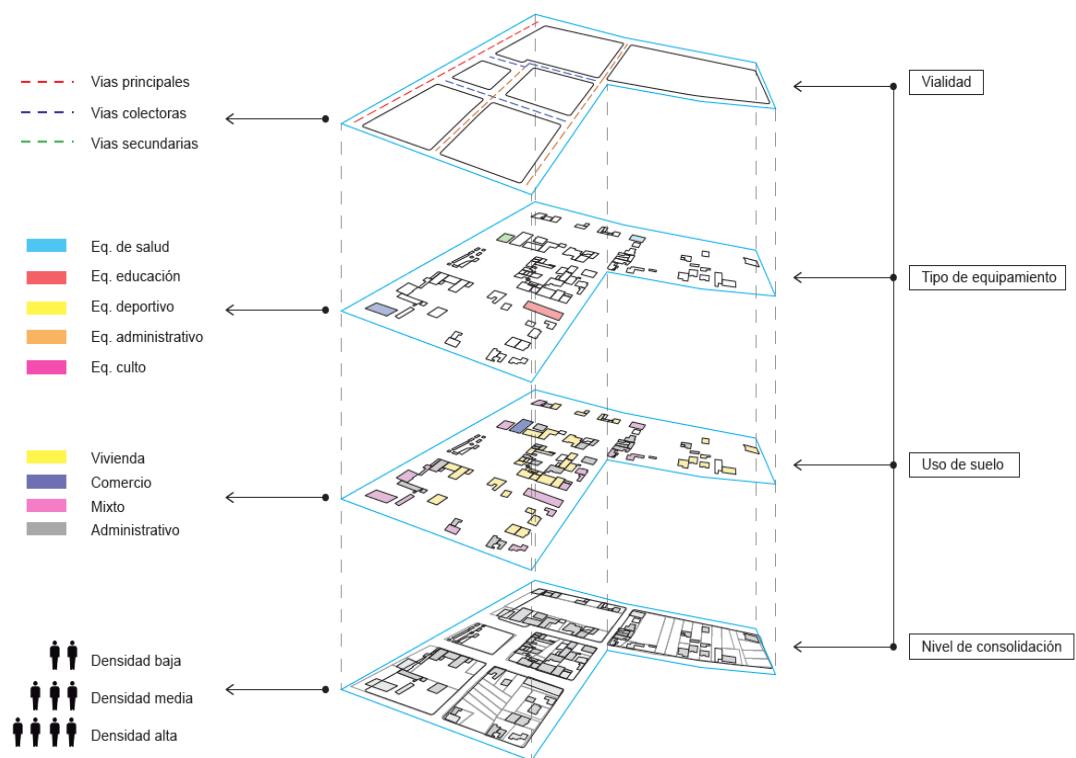 Vias principales
Vias colectoras
Vias secundarias
Vialidad
Eq. de salud
Eq. educación
Eq. deportivo
Eq. administrativo
Eq. culto
Tipo de equipamiento
Vivienda
Comercio
Mixto
Administrativo
Uso de suelo
Densidad baja
Densidad media
Densidad alta
Nivel de consolidación